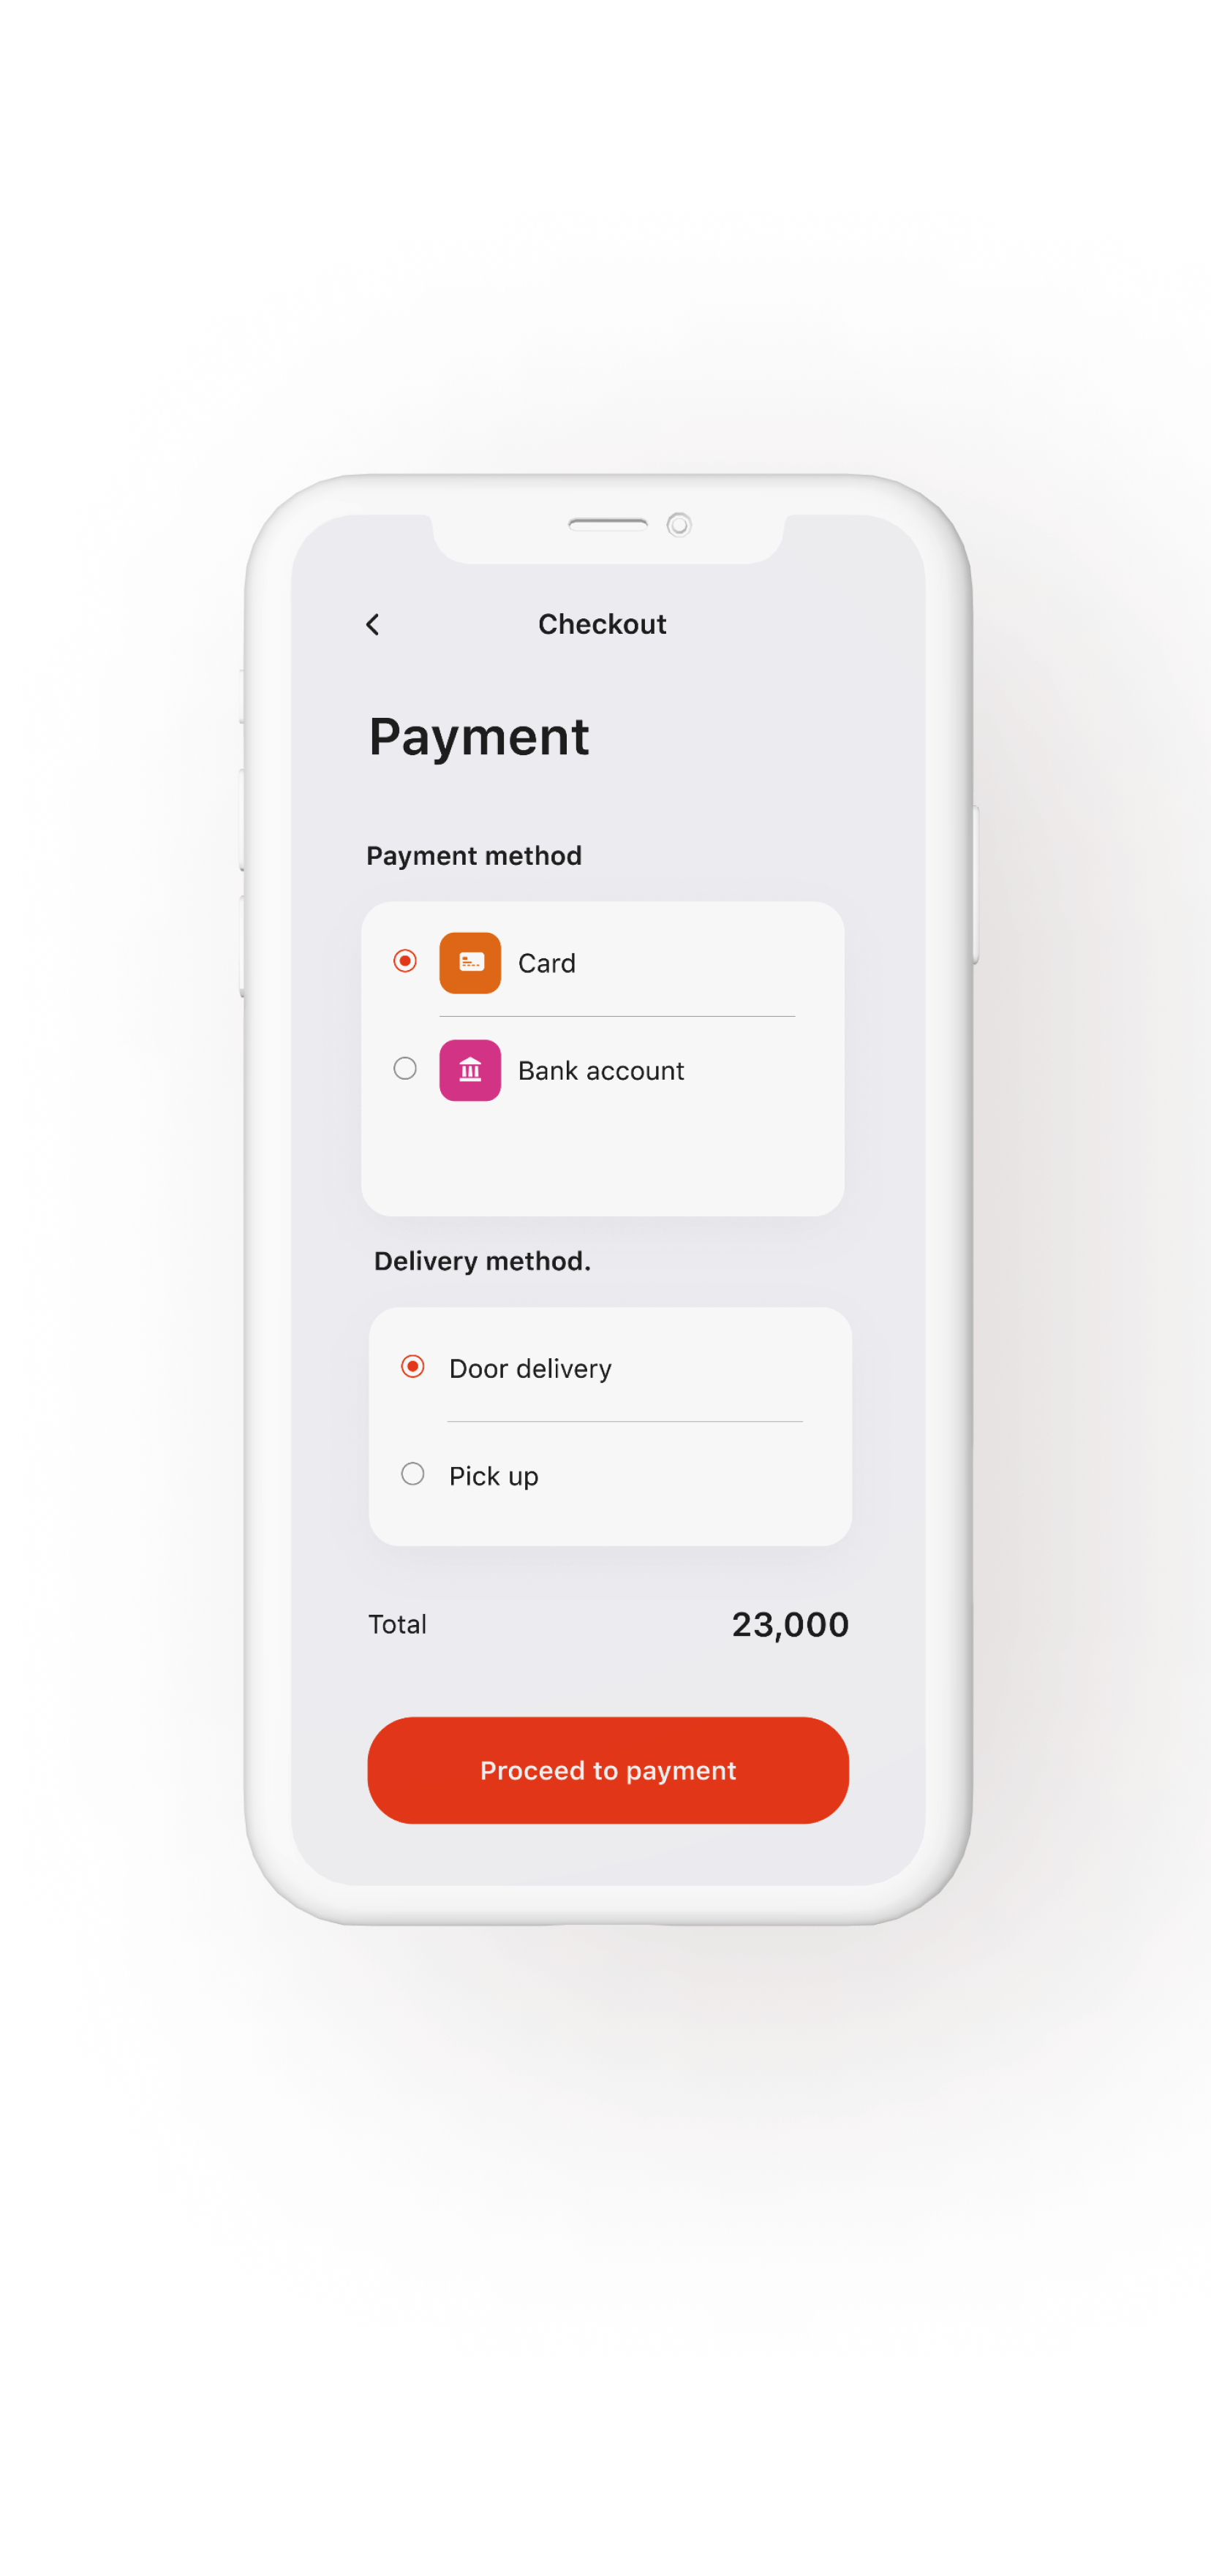 Checkout
Payment
Payment method
Card
Bank account
Delivery method.
Door delivery
Pick up
Total 23,000
Proceed to payment